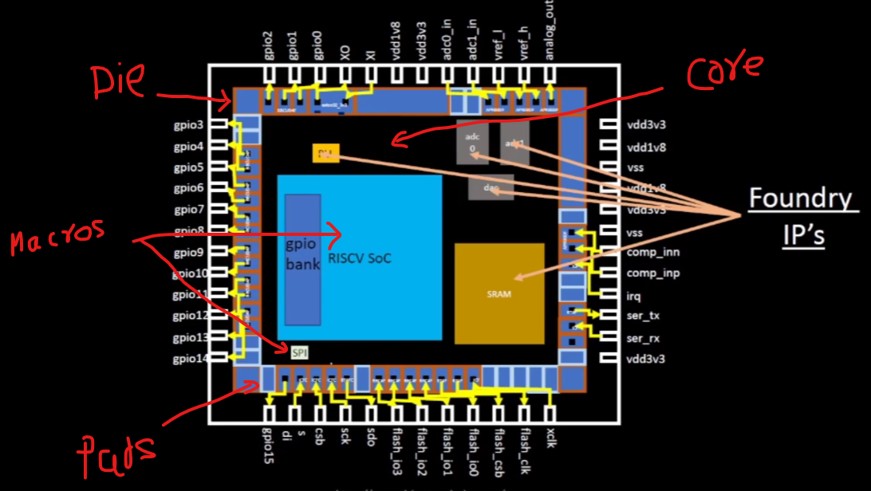 gpio2
gpio1
gpio0
XO
XI
vdd1v8
vdd3v3
adc0_in
adc1_in
vref_l
vref_h
analog_out
Die
Core
gpio3
gpio4
gpio5
gpio6
gpio7
gpio8
gpio9
gpio10
gpio11
gpio12
gpio13
gpio14
Macros
Pads
adc
0
adc1
dac
gpio
bank
RISCV SoC
SRAM
SPI
vdd3v3
vdd1v8
vss
vdd1v8
vdd3v3
vss
comp_inn
comp_inp
irq
ser_tx
ser_rx
vdd3v3
Foundry
IP's
gpio15
di
s
csb
sck
sdo
flash_io3
flash_io2
flash_io1
flash_io0
flash_csb
flash_clk
xclk